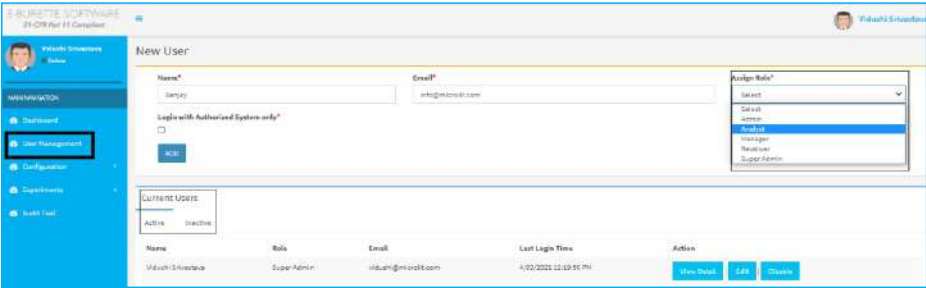 E-BURETTE SOFTWARE
21-CFR Part 11 Compliant
Vidushi Srivastava
Vidushi Srivastava
Online
New User
Name*
Email*
Assign Role*
Sanjay
info@microlit.com
Select
MAIN NAVIGATION
Select
Admin
Analyst
Manager
Reviewer
Super Admin
Login with Authorized System only*
Dashboard
User Management
ADD
Configuration
Experiments
Current Users
Audit Trail
Active Inactive
Name Role Email Last Login Time Action
Vidushi Srivastava Super Admin vidushi@microlit.com View Detail Edit Disable